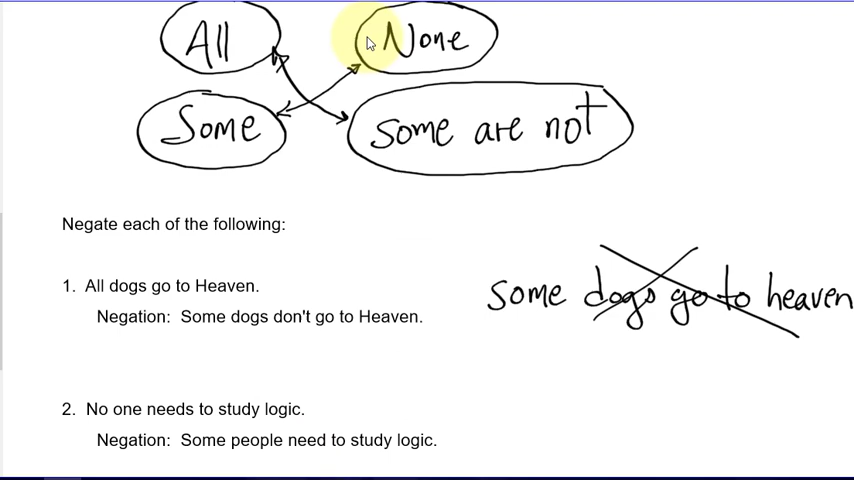 All None
Some some are not
Negate each of the following:
1. All dogs go to Heaven.
some dogs go to heaven
Negation: Some dogs don't go to Heaven.
2. No one needs to study logic.
Negation: Some people need to study logic.